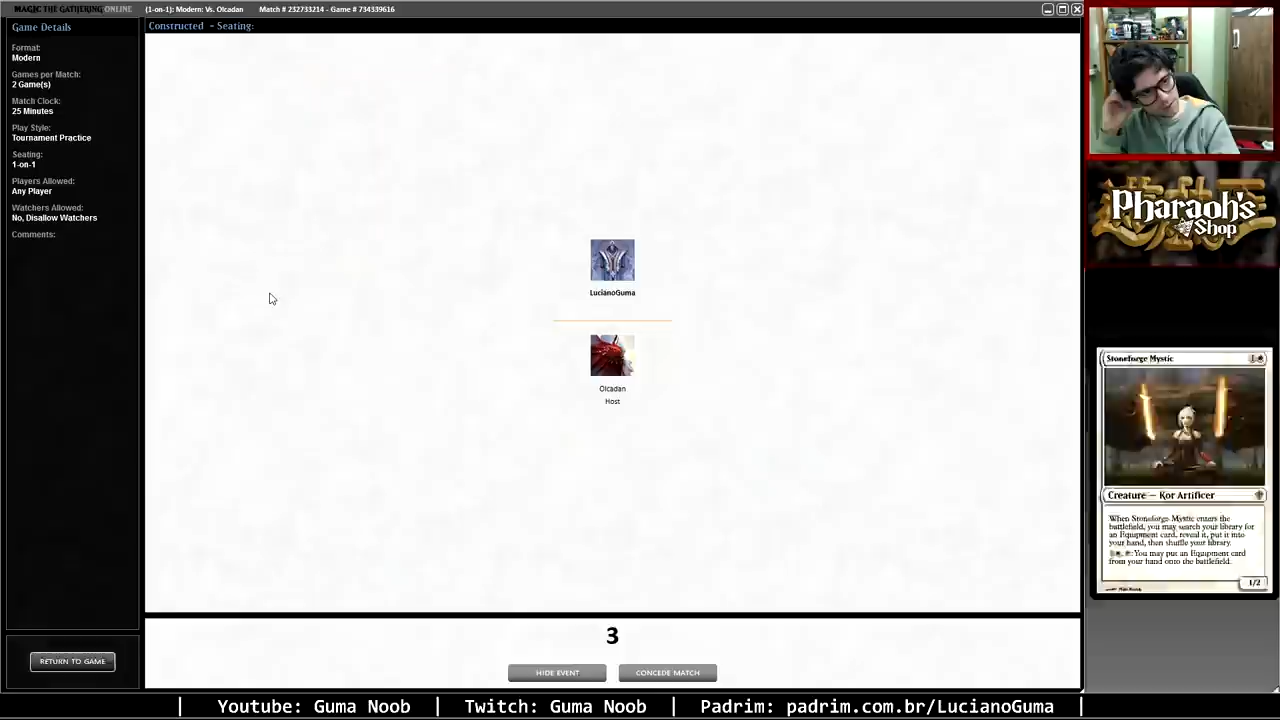 MAGIC THE GATHERING ONLINE
(1-on-1): Modern: Vs. Olcadan Match # 232733214 - Game # 734339616
Game Details
Constructed - Seating:
Format:
Modern
Games per Match:
2 Game(s)
Match Clock:
25 Minutes
Play Style:
Tournament Practice
Seating:
1-on-1
Players Allowed:
Any Player
Watchers Allowed:
No, Disallow Watchers
Comments:
LucianoGuma
Olcadan
Host
3
RETURN TO GAME
HIDE EVENT
CONCEDE MATCH
Pharaoh's
Shop
Stoneforge Mystic
Creature — Kor Artificer
When Stoneforge Mystic enters the
battlefield, you may search your library for
an Equipment card, reveal it, put it into
your hand, then shuffle your library.
You may put an Equipment card
from your hand onto the battlefield.
1/2
| Youtube: Guma Noob | Twitch: Guma Noob | Padrim: padrim.com.br/LucianoGuma |